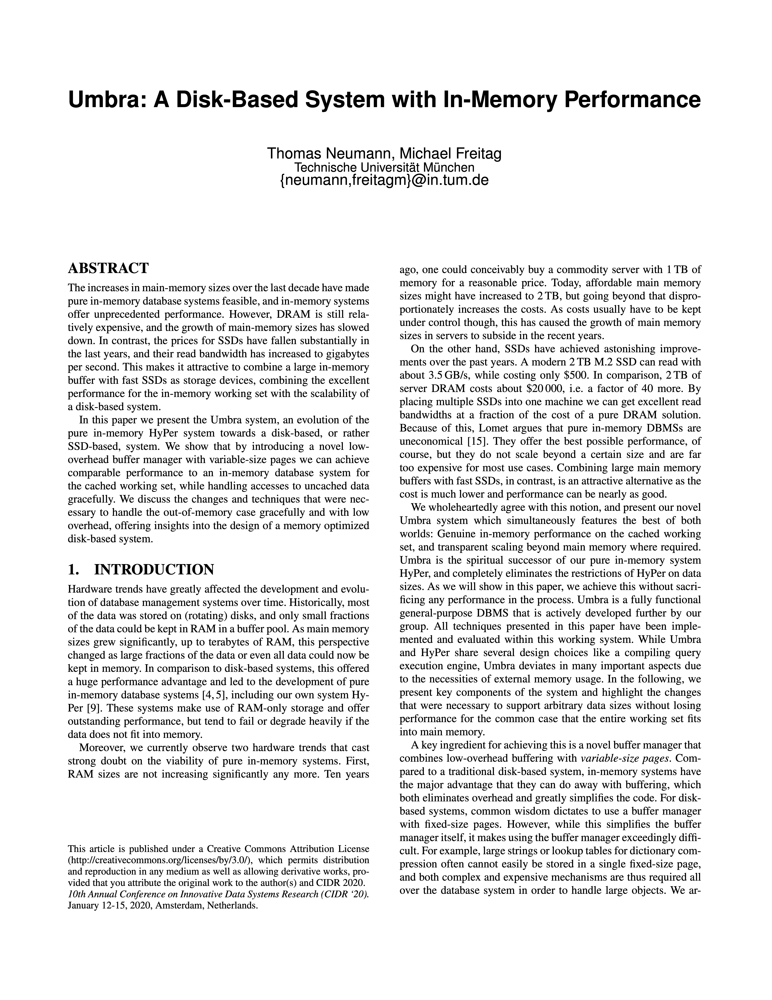 Umbra: A Disk-Based System with In-Memory Performance
Thomas Neumann, Michael Freitag
Technische Universität München
{neumann,freitagm}@in.tum.de
ABSTRACT
The increases in main-memory sizes over the last decade have made
pure in-memory database systems feasible, and in-memory systems
offer unprecedented performance. However, DRAM is still rela-
tively expensive, and the growth of main-memory sizes has slowed
down. In contrast, the prices for SSDs have fallen substantially in
the last years, and their read bandwidth has increased to gigabytes
per second. This makes it attractive to combine a large in-memory
buffer with fast SSDs as storage devices, combining the excellent
performance for the in-memory working set with the scalability of
a disk-based system.
In this paper we present the Umbra system, an evolution of the
pure in-memory HyPer system towards a disk-based, or rather
SSD-based, system. We show that by introducing a novel low-
overhead buffer manager with variable-size pages we can achieve
comparable performance to an in-memory database system for
the cached working set, while handling accesses to uncached data
gracefully. We discuss the changes and techniques that were nec-
essary to handle the out-of-memory case gracefully and with low
overhead, offering insights into the design of a memory optimized
disk-based system.
1. INTRODUCTION
Hardware trends have greatly affected the development and evolu-
tion of database management systems over time. Historically, most
of the data was stored on (rotating) disks, and only small fractions
of the data could be kept in RAM in a buffer pool. As main memory
sizes grew significantly, up to terabytes of RAM, this perspective
changed as large fractions of the data or even all data could now be
kept in memory. In comparison to disk-based systems, this offered
a huge performance advantage and led to the development of pure
in-memory database systems [4, 5], including our own system Hy-
Per [9]. These systems make use of RAM-only storage and offer
outstanding performance, but tend to fail or degrade heavily if the
data does not fit into memory.
Moreover, we currently observe two hardware trends that cast
strong doubt on the viability of pure in-memory systems. First,
RAM sizes are not increasing significantly any more. Ten years
This article is published under a Creative Commons Attribution License
(http://creativecommons.org/licenses/by/3.0/), which permits distribution
and reproduction in any medium as well as allowing derivative works, pro-
vided that you attribute the original work to the author(s) and CIDR 2020.
10th Annual Conference on Innovative Data Systems Research (CIDR ‘20).
January 12-15, 2020, Amsterdam, Netherlands.
ago, one could conceivably buy a commodity server with 1 TB of
memory for a reasonable price. Today, affordable main memory
sizes might have increased to 2 TB, but going beyond that dispro-
portionately increases the costs. As costs usually have to be kept
under control though, this has caused the growth of main memory
sizes in servers to subside in the recent years.
On the other hand, SSDs have achieved astonishing improve-
ments over the past years. A modern 2 TB M.2 SSD can read with
about 3.5 GB/s, while costing only $500. In comparison, 2 TB of
server DRAM costs about $20 000, i.e. a factor of 40 more. By
placing multiple SSDs into one machine we can get excellent read
bandwidths at a fraction of the cost of a pure DRAM solution.
Because of this, Lomet argues that pure in-memory DBMSs are
uneconomical [15]. They offer the best possible performance, of
course, but they do not scale beyond a certain size and are far
too expensive for most use cases. Combining large main memory
buffers with fast SSDs, in contrast, is an attractive alternative as the
cost is much lower and performance can be nearly as good.
We wholeheartedly agree with this notion, and present our novel
Umbra system which simultaneously features the best of both
worlds: Genuine in-memory performance on the cached working
set, and transparent scaling beyond main memory where required.
Umbra is the spiritual successor of our pure in-memory system
HyPer, and completely eliminates the restrictions of HyPer on data
sizes. As we will show in this paper, we achieve this without sacri-
ficing any performance in the process. Umbra is a fully functional
general-purpose DBMS that is actively developed further by our
group. All techniques presented in this paper have been imple-
mented and evaluated within this working system. While Umbra
and HyPer share several design choices like a compiling query
execution engine, Umbra deviates in many important aspects due
to the necessities of external memory usage. In the following, we
present key components of the system and highlight the changes
that were necessary to support arbitrary data sizes without losing
performance for the common case that the entire working set fits
into main memory.
A key ingredient for achieving this is a novel buffer manager that
combines low-overhead buffering with variable-size pages. Com-
pared to a traditional disk-based system, in-memory systems have
the major advantage that they can do away with buffering, which
both eliminates overhead and greatly simplifies the code. For disk-
based systems, common wisdom dictates to use a buffer manager
with fixed-size pages. However, while this simplifies the buffer
manager itself, it makes using the buffer manager exceedingly diffi-
cult. For example, large strings or lookup tables for dictionary com-
pression often cannot easily be stored in a single fixed-size page,
and both complex and expensive mechanisms are thus required all
over the database system in order to handle large objects. We ar-